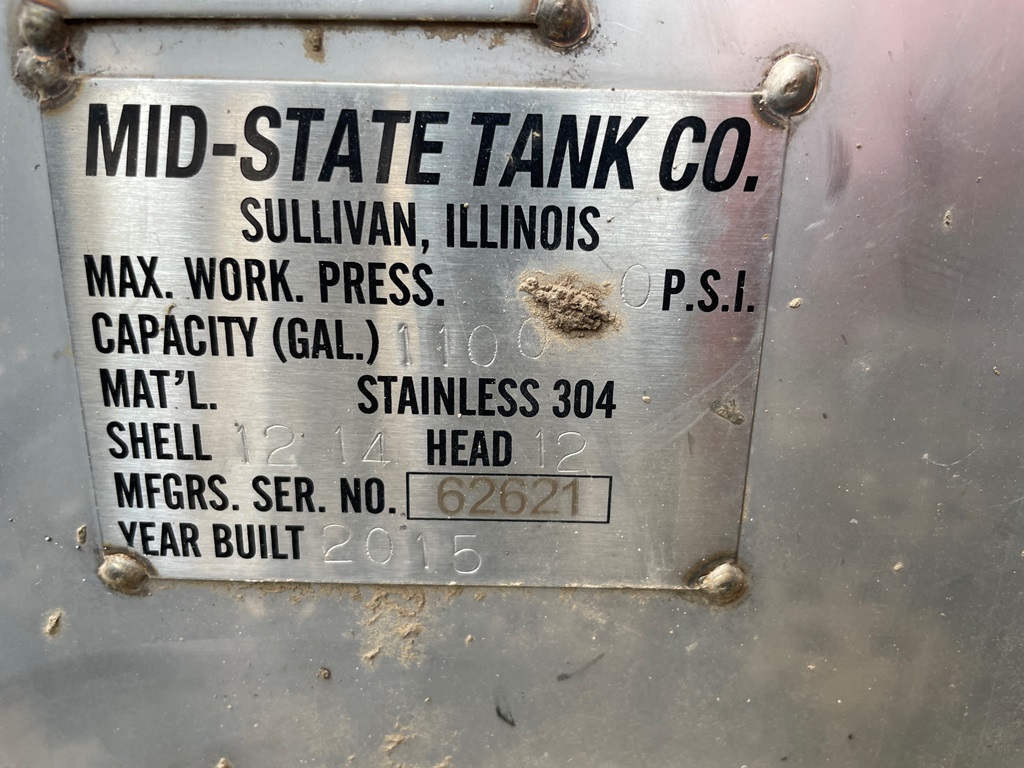 MID-STATE TANK CO.
SULLIVAN, ILLINOIS
MAX. WORK. PRESS. 0 P.S.I.
CAPACITY (GAL.) 1100
MAT'L. STAINLESS 304
SHELL 12 14 HEAD 12
MFGRS. SER. NO. 62621
YEAR BUILT 2015